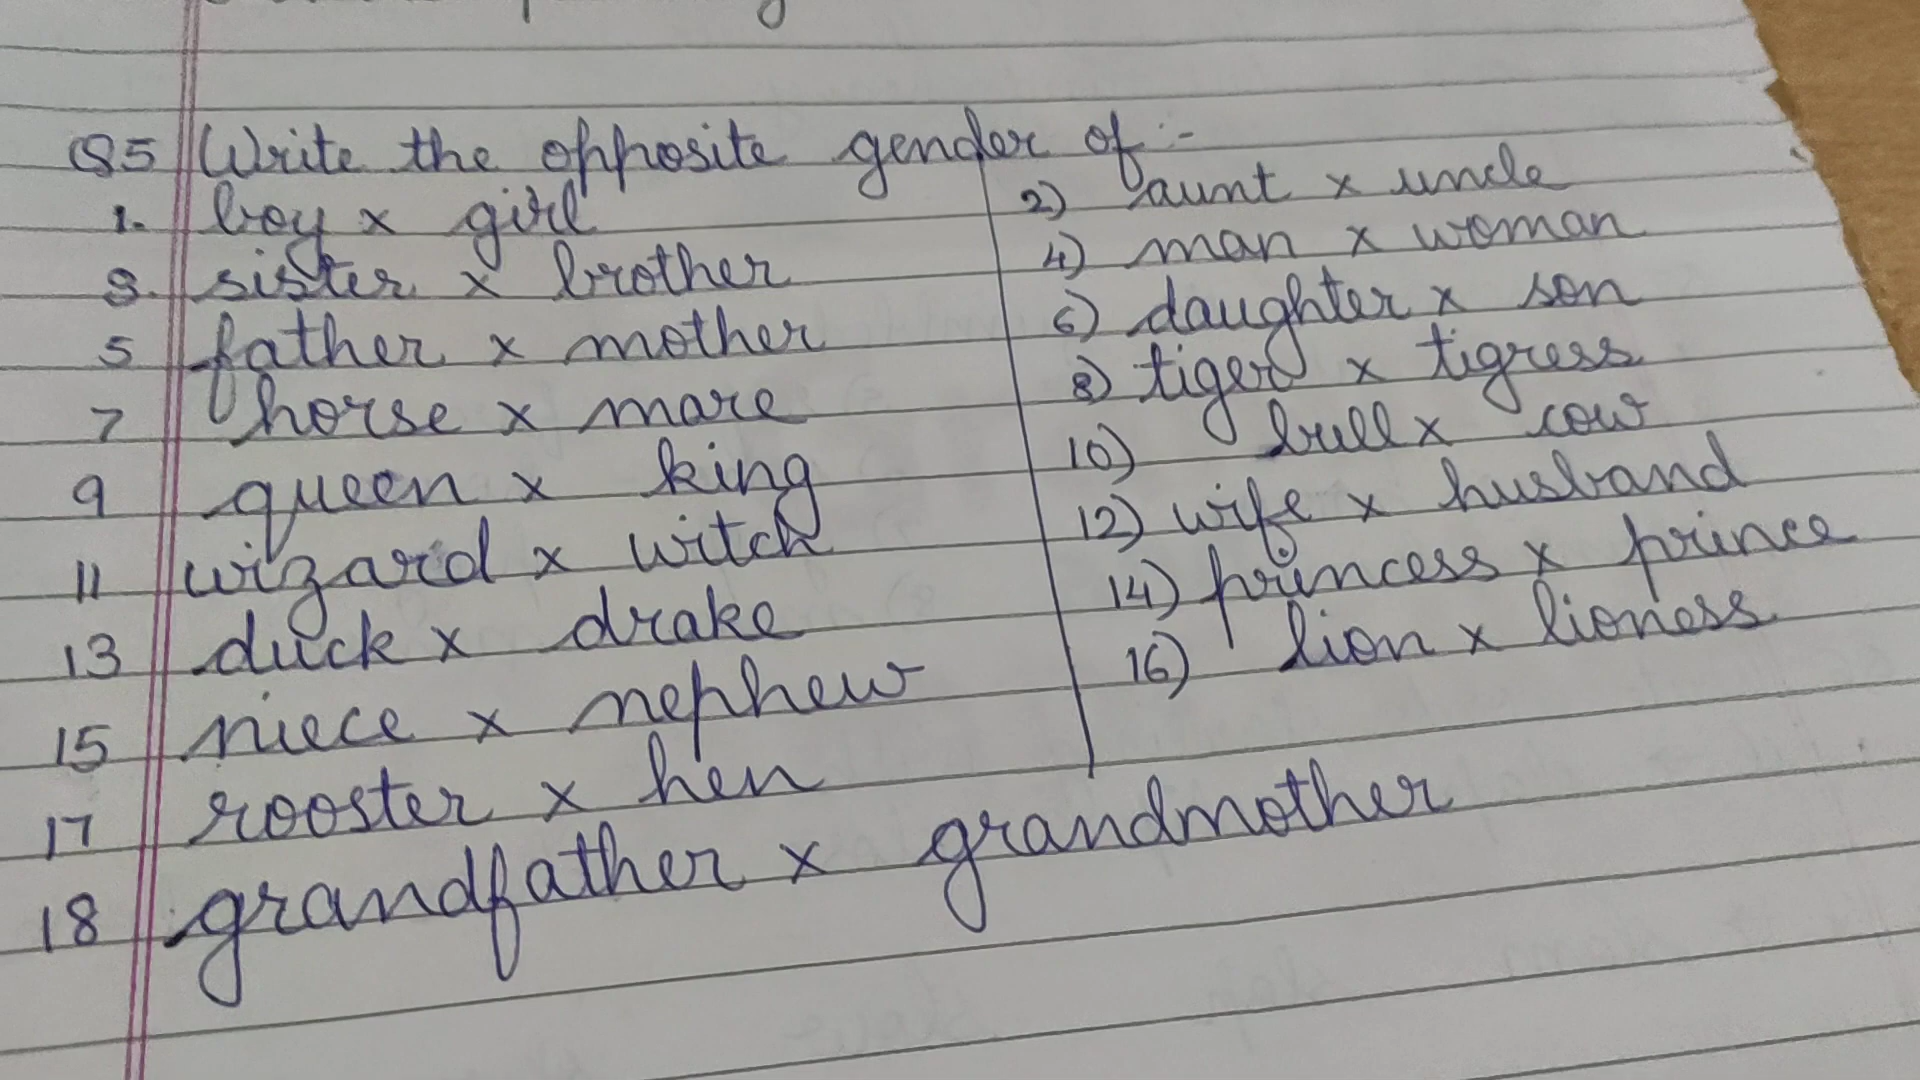 Q5 Write the opposite gender of :-
1. boy x girl
2) aunt x uncle
3. sister x brother
4) man x woman
5 father x mother
6) daughter x son
7 horse x mare
8) tiger x tigress
9 queen x king
10) bull x cow
11 wizard x witch
12) wife x husband
13 duck x drake
14) princess x prince
15 niece x nephew
16) lion x lioness
17 rooster x hen
18 grandfather x grandmother